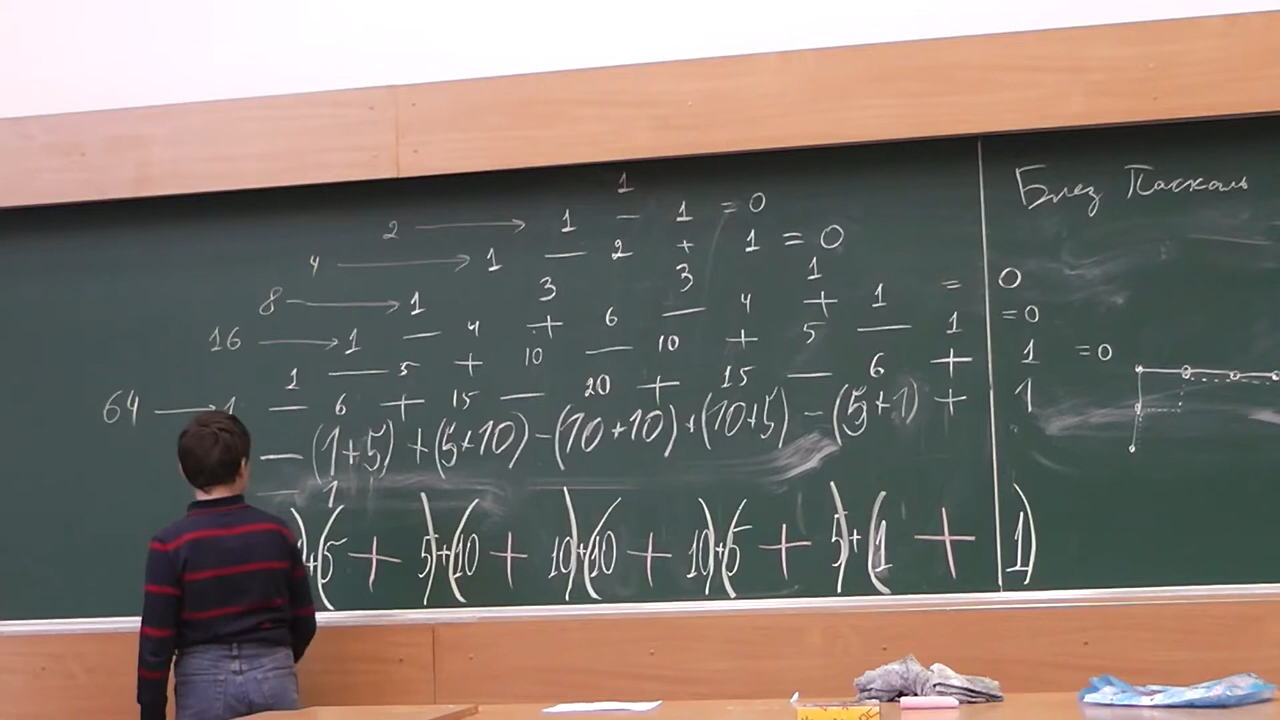 1
2 → 1 — 1 = 0
4 → 1 — 2 + 1 = 0
8 → 1 3 3 1
16 → 1 — 4 + 6 — 4 + 1 = 0
1 — 5 + 10 — 10 + 5 — 1 = 0
64 → 1 — 6 + 15 — 20 + 15 — 6 + 1 = 0
— (1+5) + (5+10) – (10+10) + (10+5) – (5+1) + 1
— 1
)+(5 + 5)+(10 + 10)+(10 + 10)+(5 + 5)+(1 + 1)
Блез Паскаль